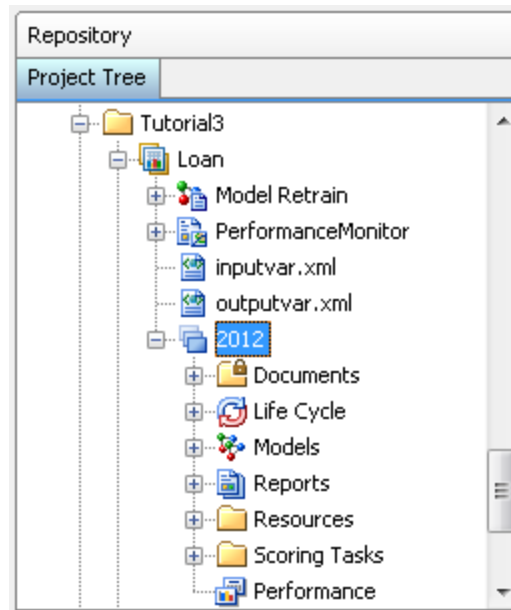 Repository
Project Tree
Tutorial3
Loan
Model Retrain
PerformanceMonitor
inputvar.xml
outputvar.xml
2012
Documents
Life Cycle
Models
Reports
Resources
Scoring Tasks
Performance